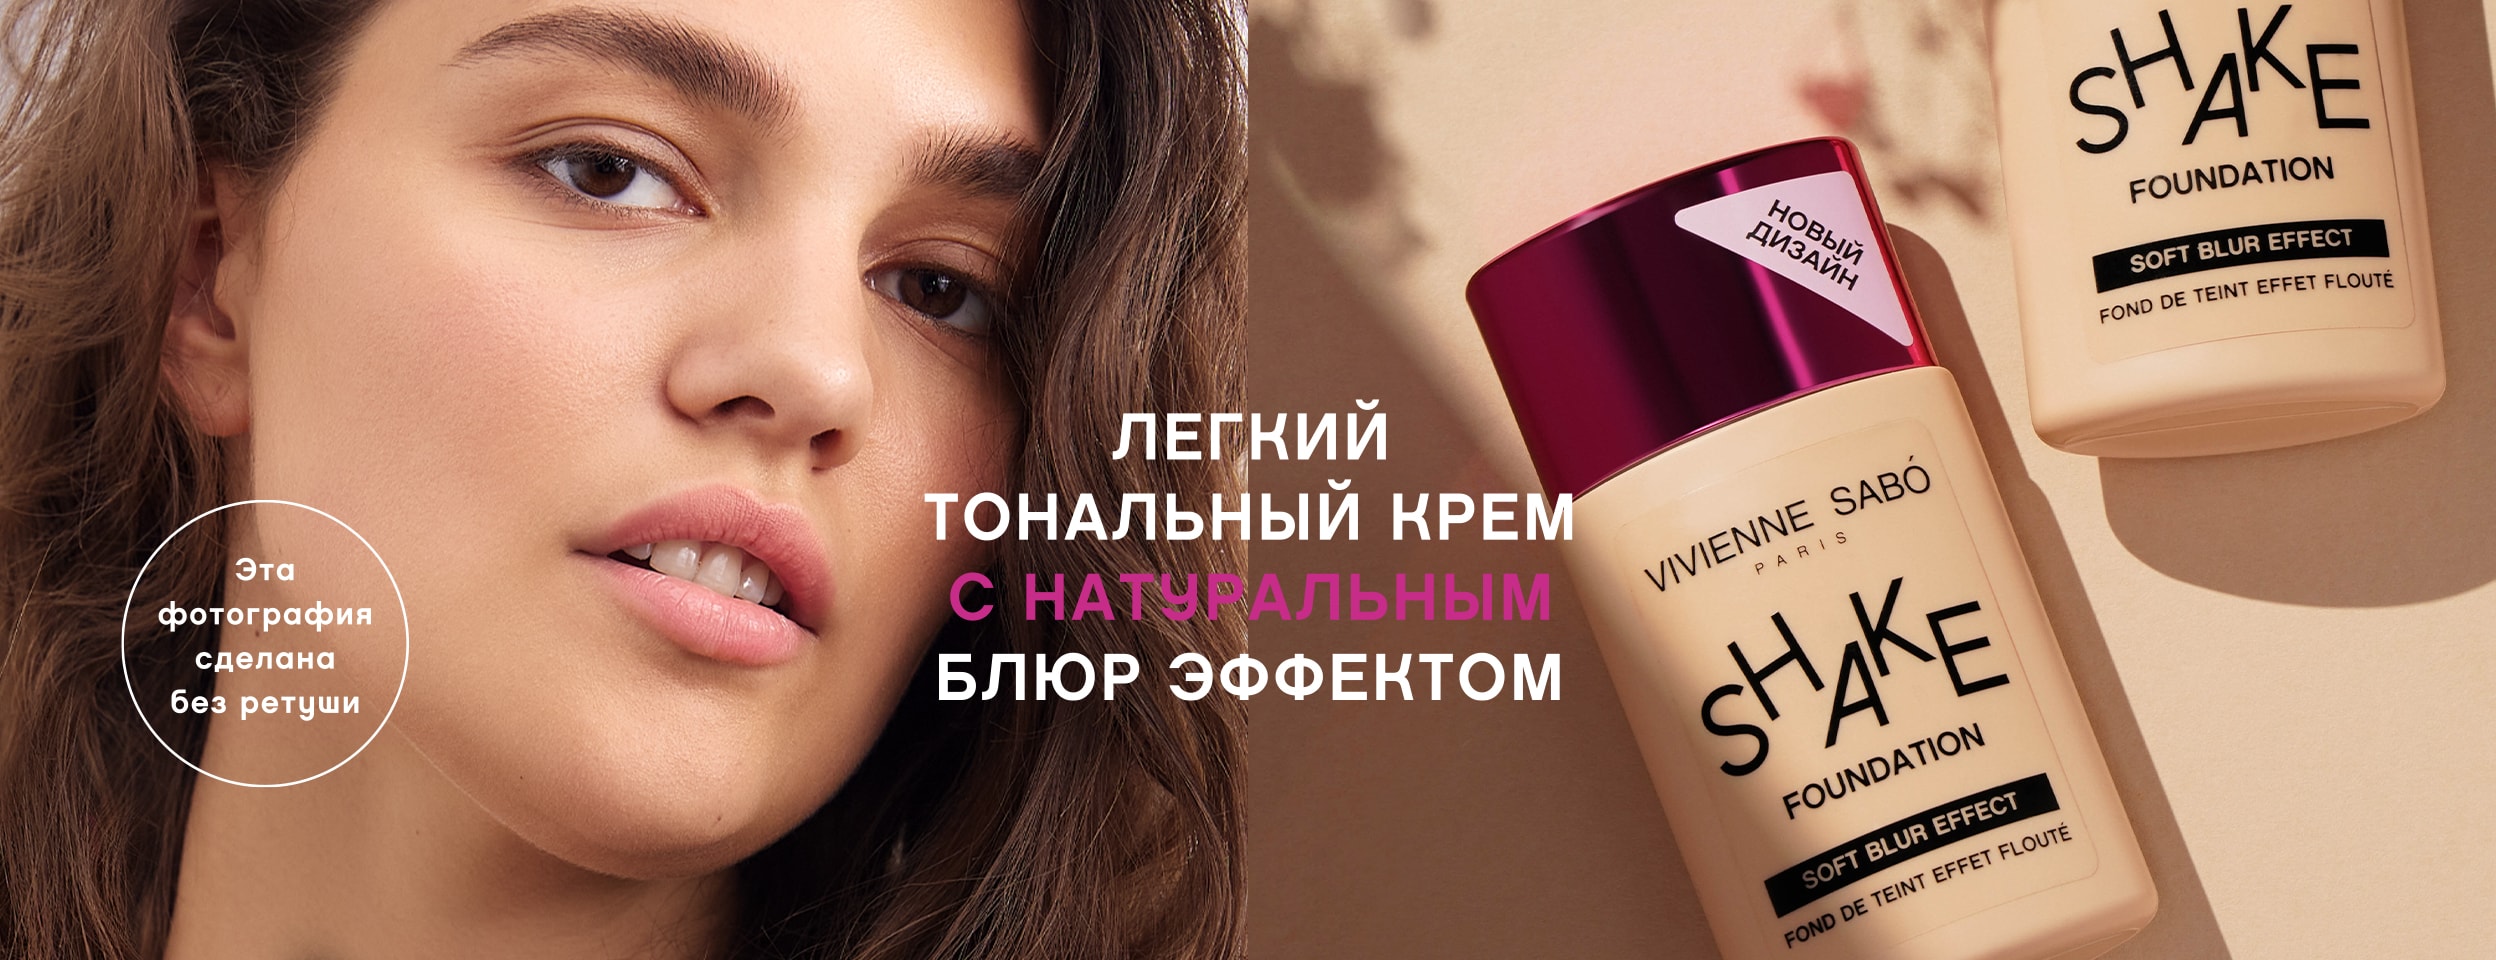 Эта
фотография
сделана
без ретуши
ЛЕГКИЙ
ТОНАЛЬНЫЙ КРЕМ
С НАТУРАЛЬНЫМ
БЛЮР ЭФФЕКТОМ
НОВЫЙ
ДИЗАЙН
VIVIENNE SABÓ
PARIS
SHAKE
FOUNDATION
SOFT BLUR EFFECT
FOND DE TEINT EFFET FLOUTÉ
SHAKE
FOUNDATION
SOFT BLUR EFFECT
FOND DE TEINT EFFET FLOUTÉ